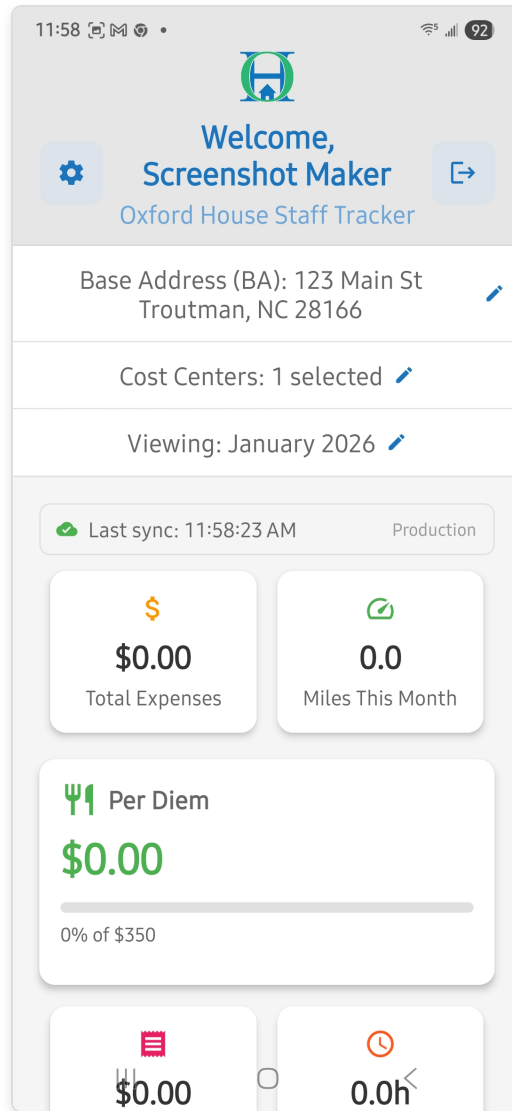 11:58
5
92
OH
Welcome,
Screenshot Maker
Oxford House Staff Tracker
Base Address (BA): 123 Main St
Troutman, NC 28166
Cost Centers: 1 selected
Viewing: January 2026
Last sync: 11:58:23 AM
Production
$
$0.00
Total Expenses
0.0
Miles This Month
Per Diem
$0.00
0% of $350
$0.00
0.0h